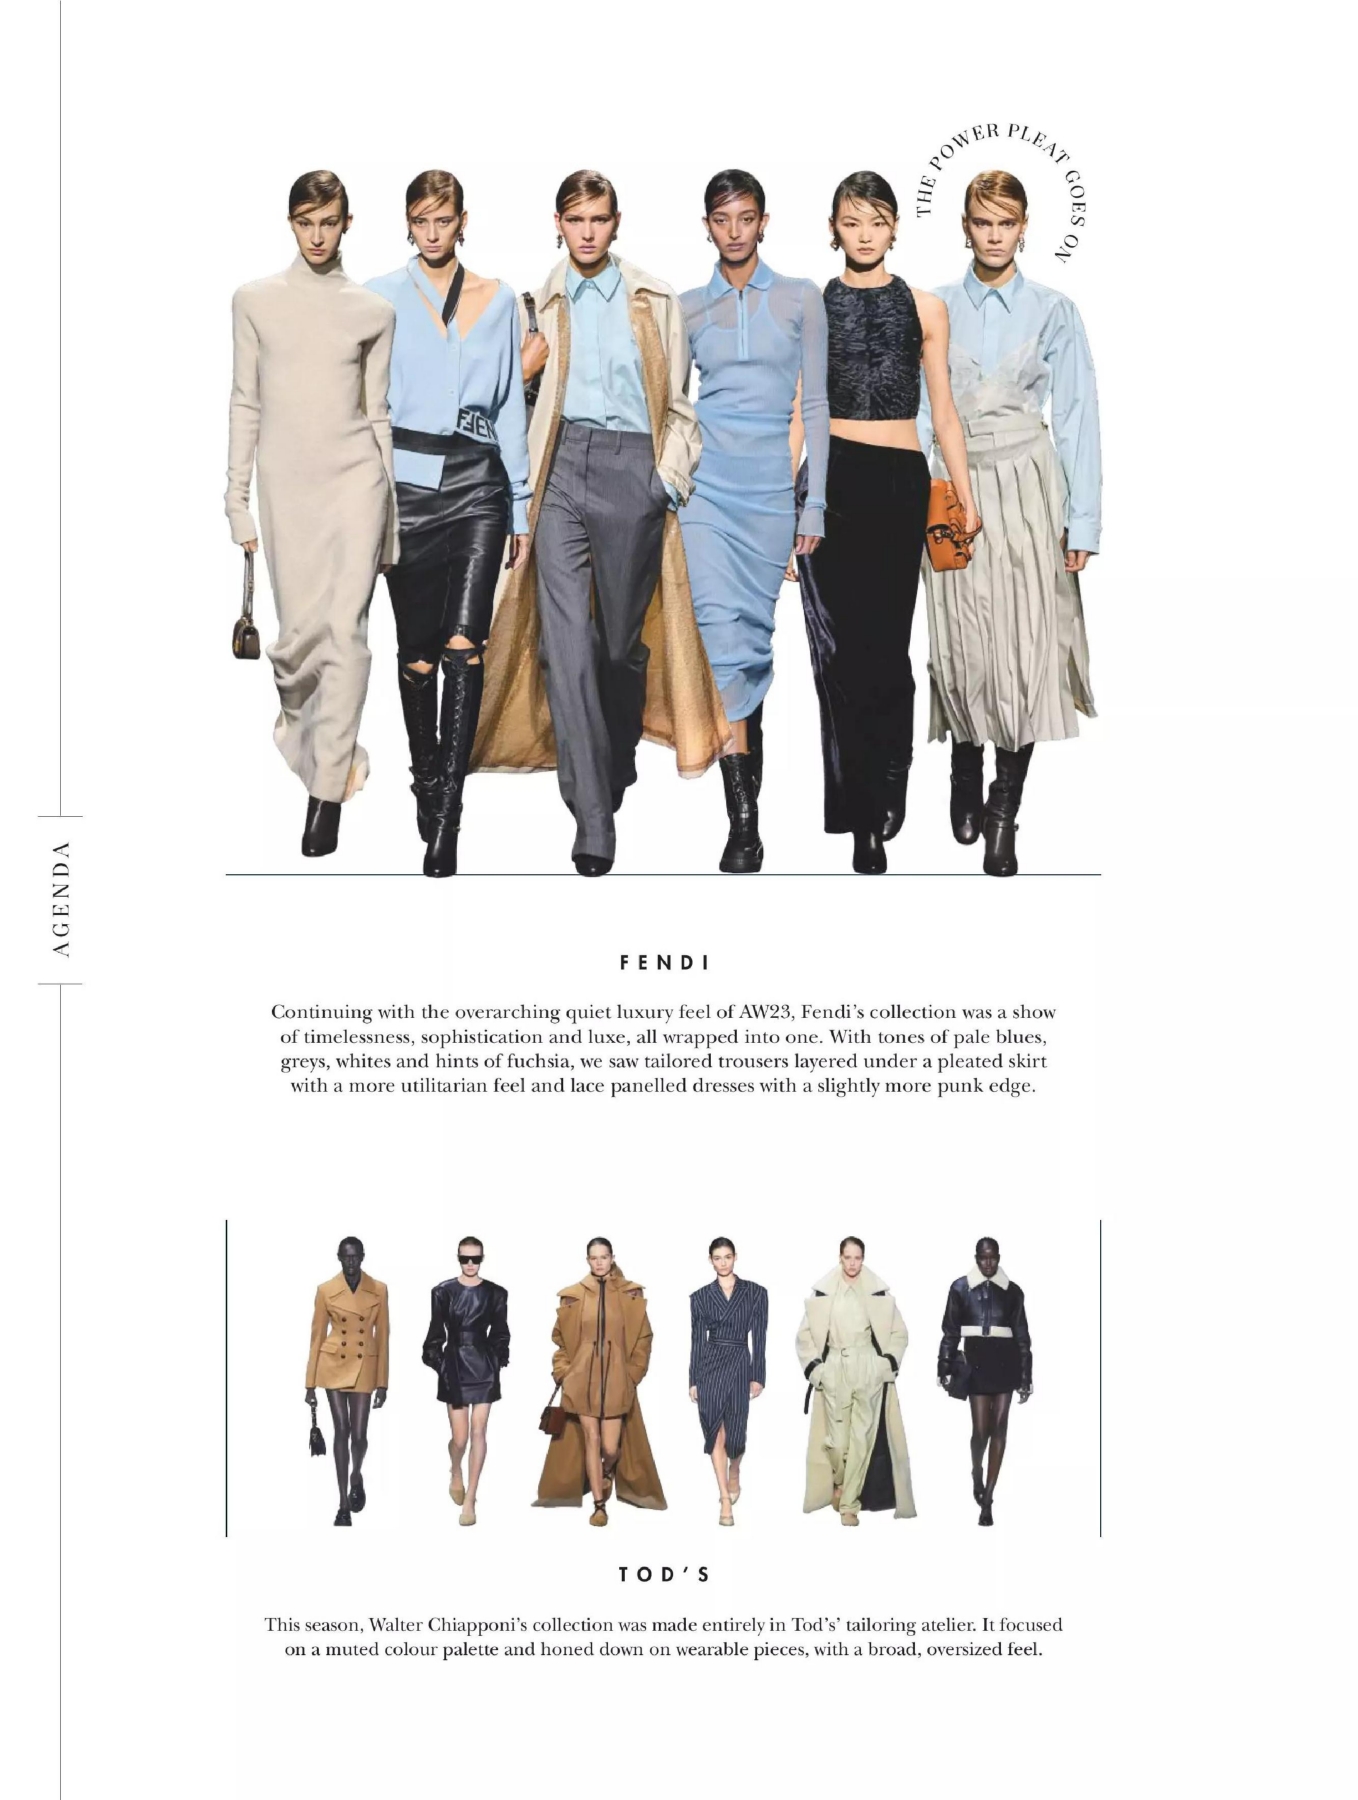 THE POWER PLEAT GOES ON
FEN
AGENDA
FENDI
Continuing with the overarching quiet luxury feel of AW23, Fendi's collection was a show
of timelessness, sophistication and luxe, all wrapped into one. With tones of pale blues,
greys, whites and hints of fuchsia, we saw tailored trousers layered under a pleated skirt
with a more utilitarian feel and lace panelled dresses with a slightly more punk edge.
TOD'S
This season, Walter Chiapponi's collection was made entirely in Tod's' tailoring atelier. It focused
on a muted colour palette and honed down on wearable pieces, with a broad, oversized feel.